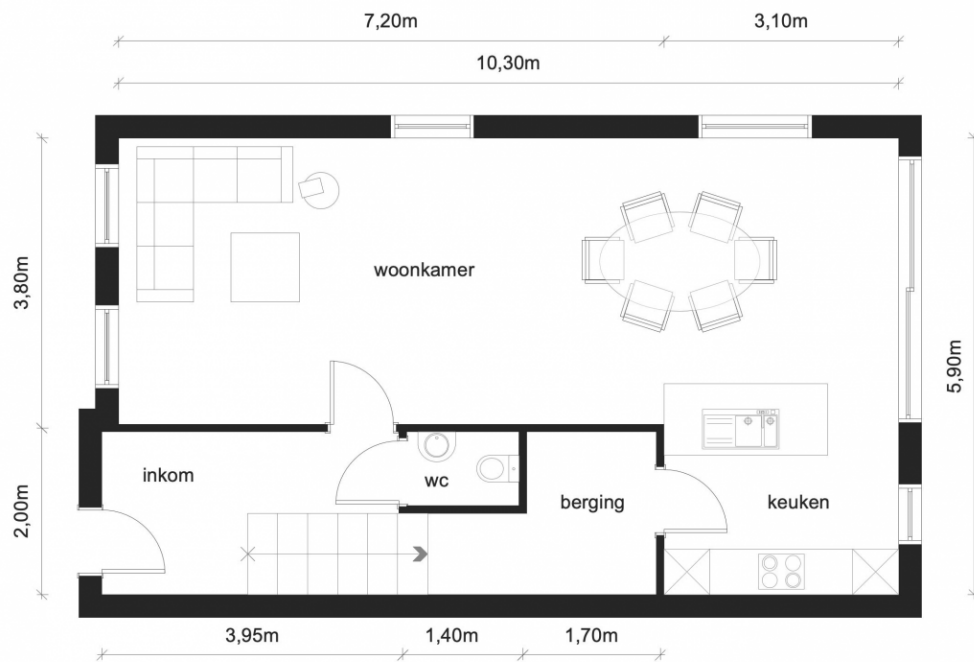 7,20m
3,10m
10,30m
3,80m
woonkamer
5,90m
inkom
wc
berging
keuken
2,00m
3,95m
1,40m
1,70m